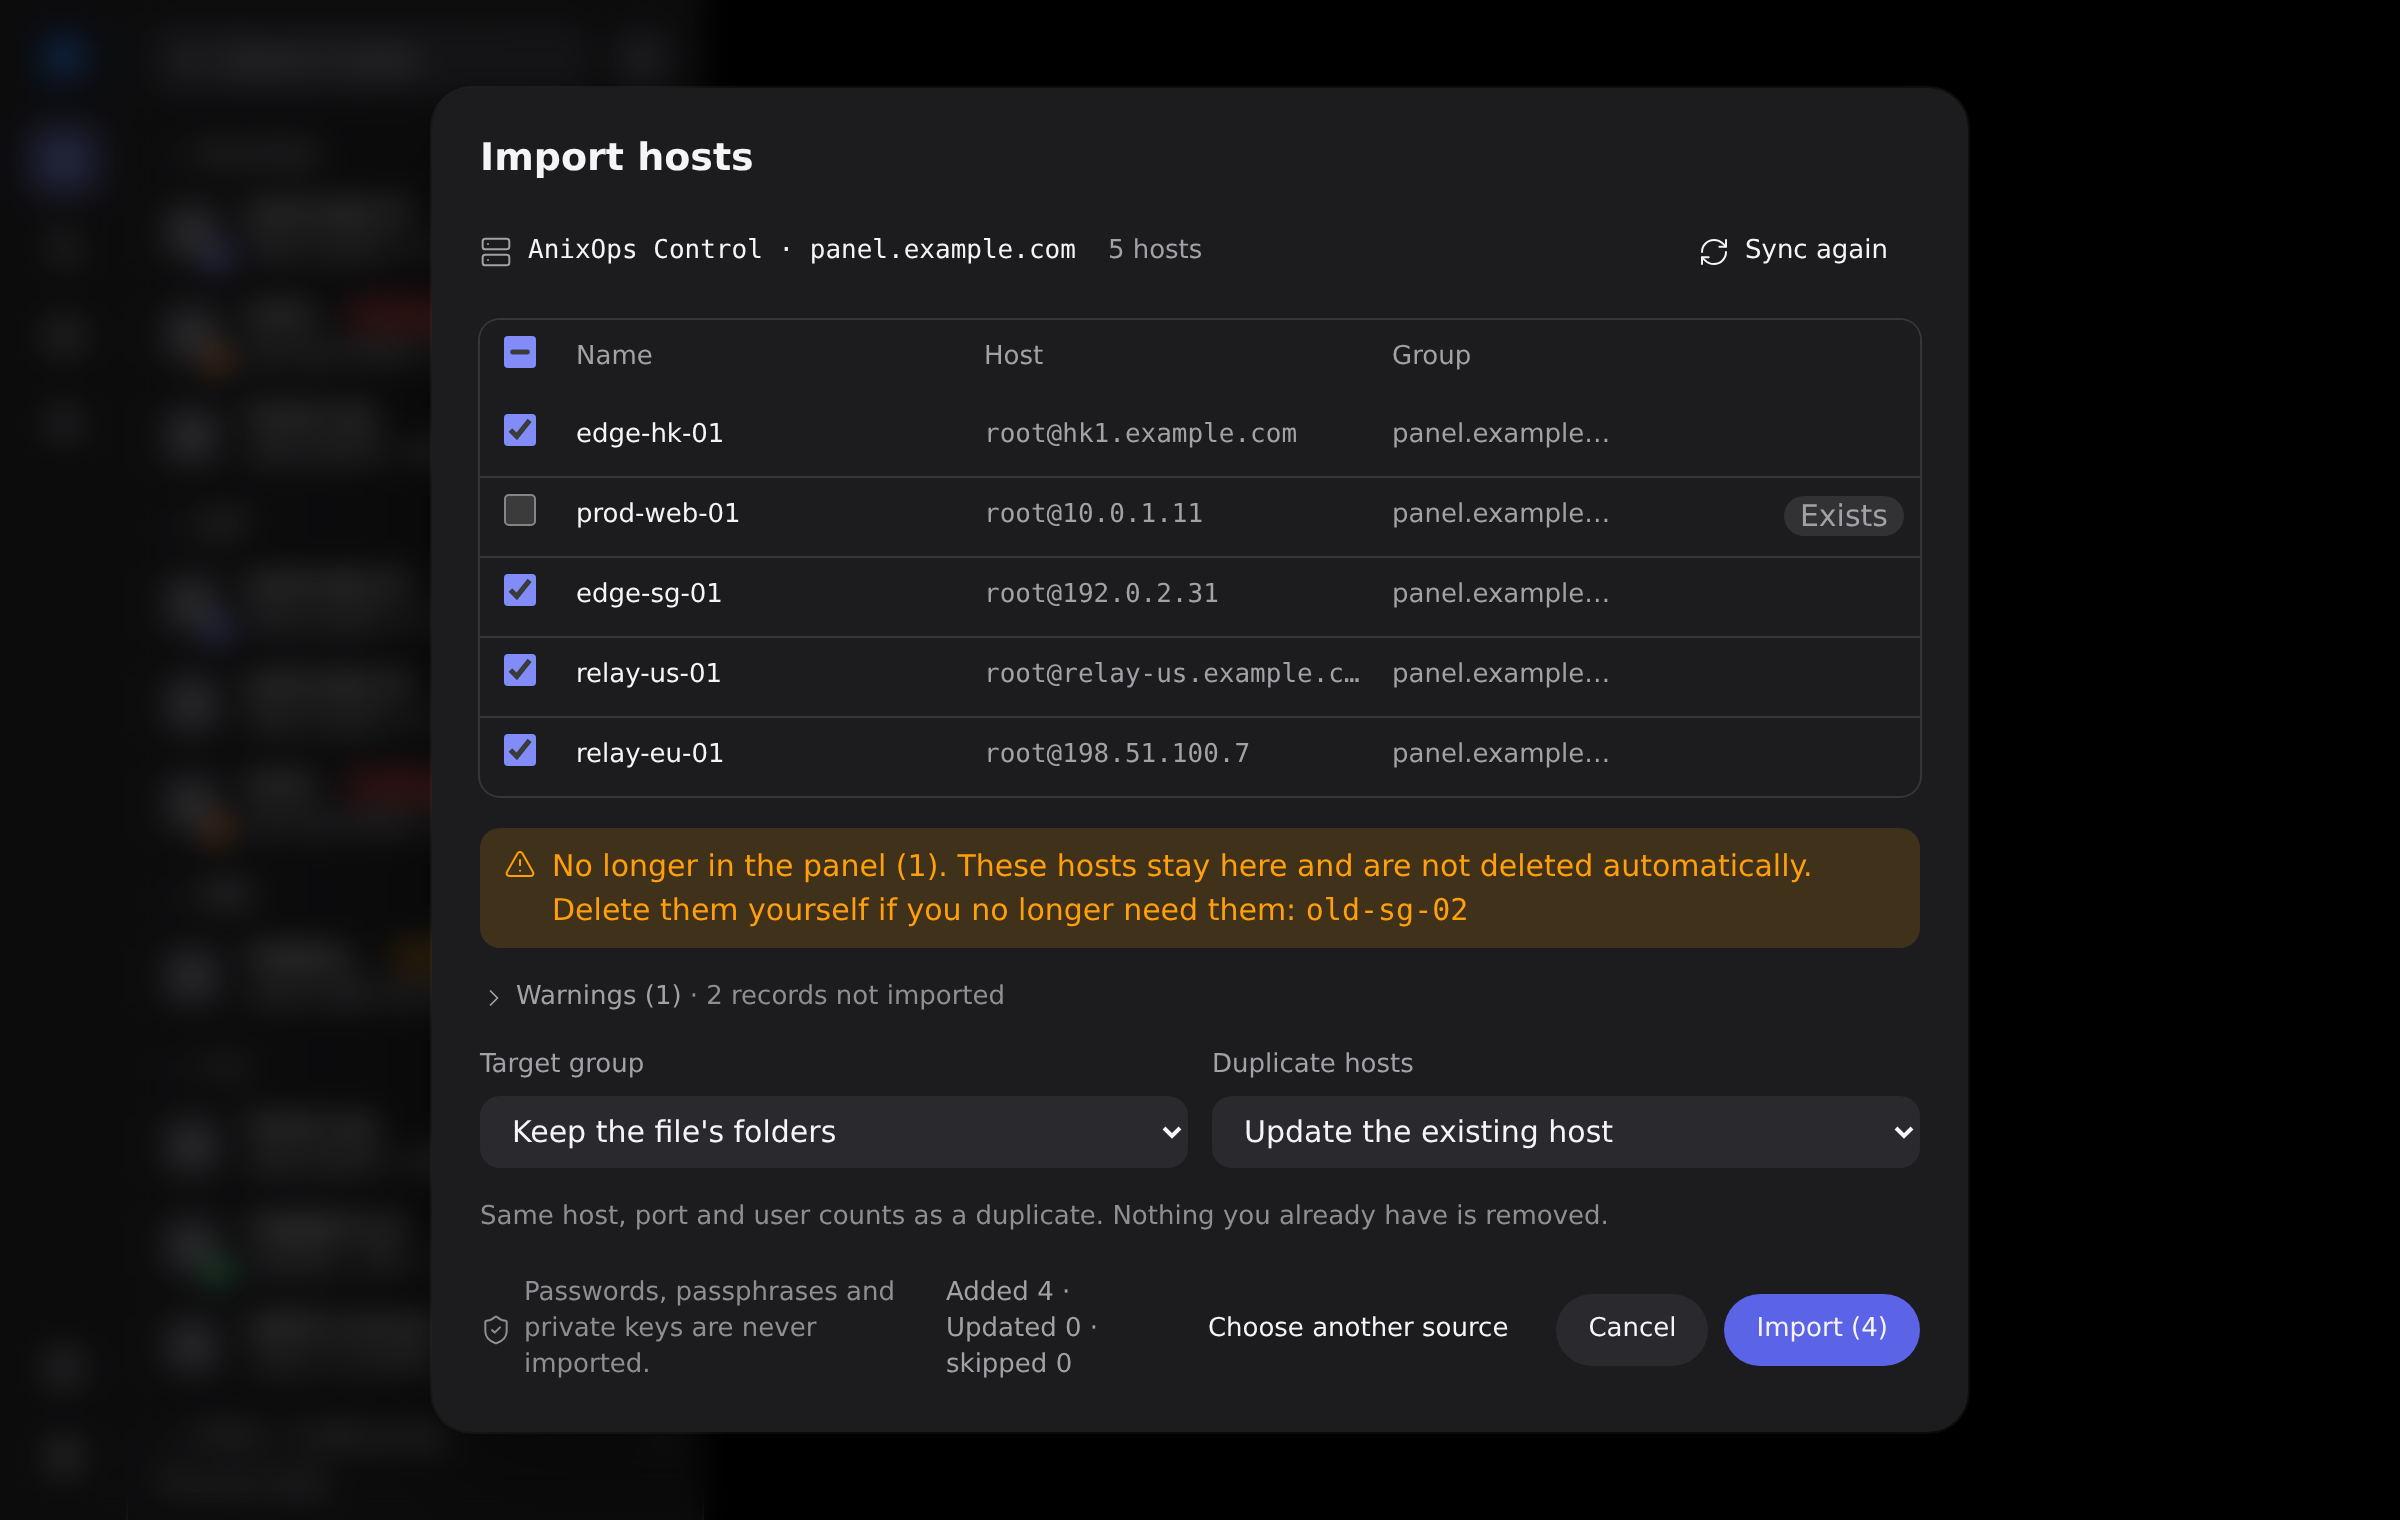 Import hosts
AnixOps Control · panel.example.com 5 hosts Sync again
Name Host Group
edge-hk-01 root@hk1.example.com panel.example...
prod-web-01 root@10.0.1.11 panel.example... Exists
edge-sg-01 root@192.0.2.31 panel.example...
relay-us-01 root@relay-us.example.c... panel.example...
relay-eu-01 root@198.51.100.7 panel.example...
No longer in the panel (1). These hosts stay here and are not deleted automatically.
Delete them yourself if you no longer need them: old-sg-02
Warnings (1) · 2 records not imported
Target group Duplicate hosts
Keep the file's folders Update the existing host
Same host, port and user counts as a duplicate. Nothing you already have is removed.
Passwords, passphrases and
private keys are never
imported.
Added 4 ·
Updated 0 ·
skipped 0
Choose another source Cancel Import (4)